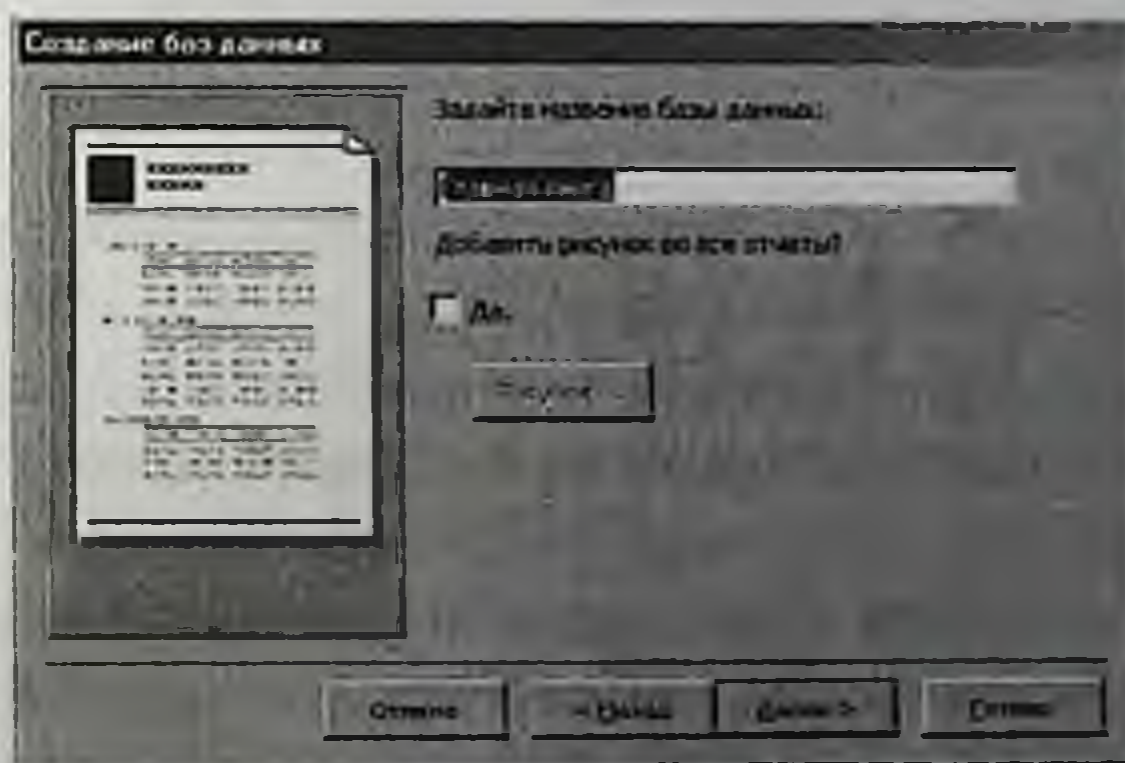 Создание баз данных
Задайте название базы данных:
Добавить рисунок во все отчеты?
Да.
Рисунок...
Отмена
< Назад
Далее >
Готово